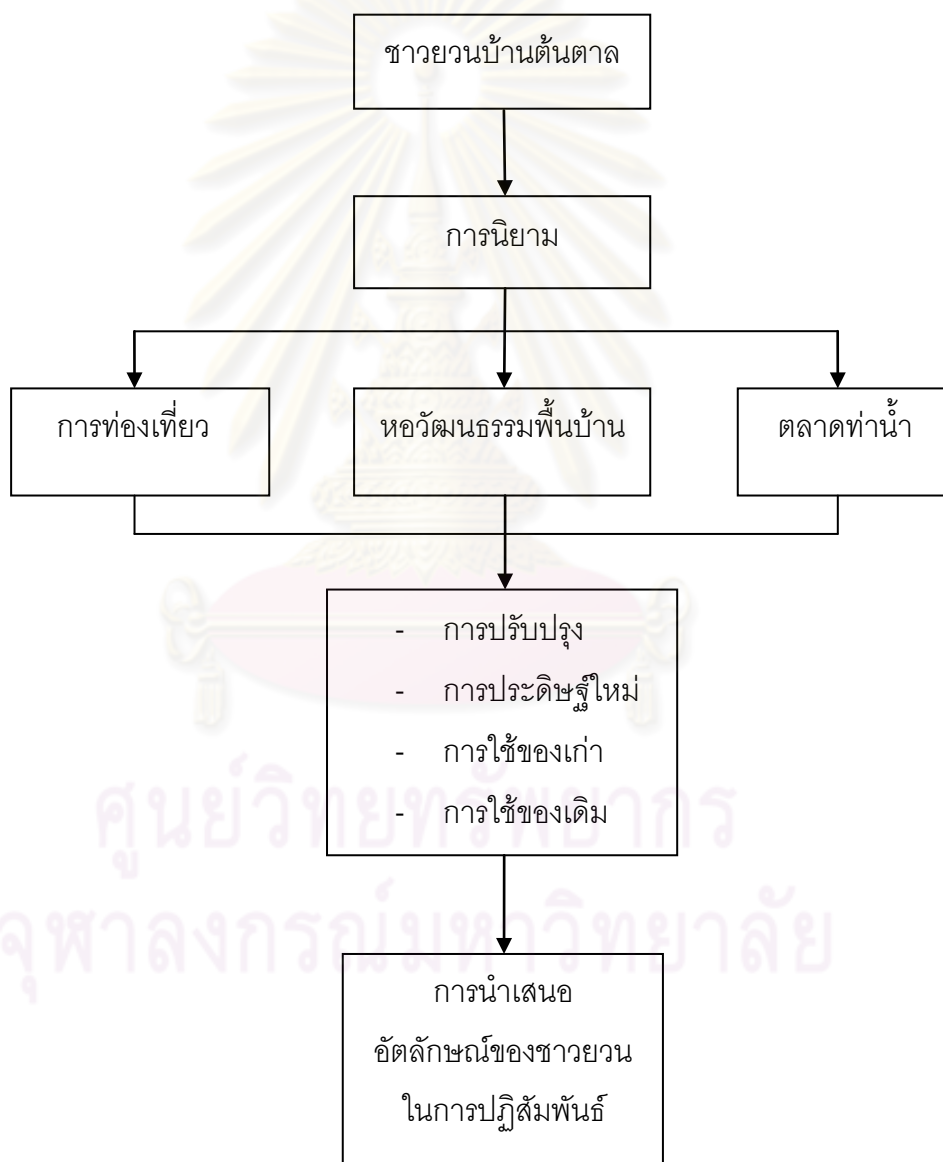 ชาวยวนบ้านต้นตาล
การนิยาม
การท่องเที่ยว
หอวัฒนธรรมพื้นบ้าน
ตลาดท่าน้ำ
- การปรับปรุง
- การประดิษฐ์ใหม่
- การใช้ของเก่า
- การใช้ของเดิม
ศูนย์วิทยทรัพยากร
จุฬาลงกรณ์มหาวิทยาลัย
การนำเสนอ
อัตลักษณ์ของชาวยวน
ในการปฏิสัมพันธ์